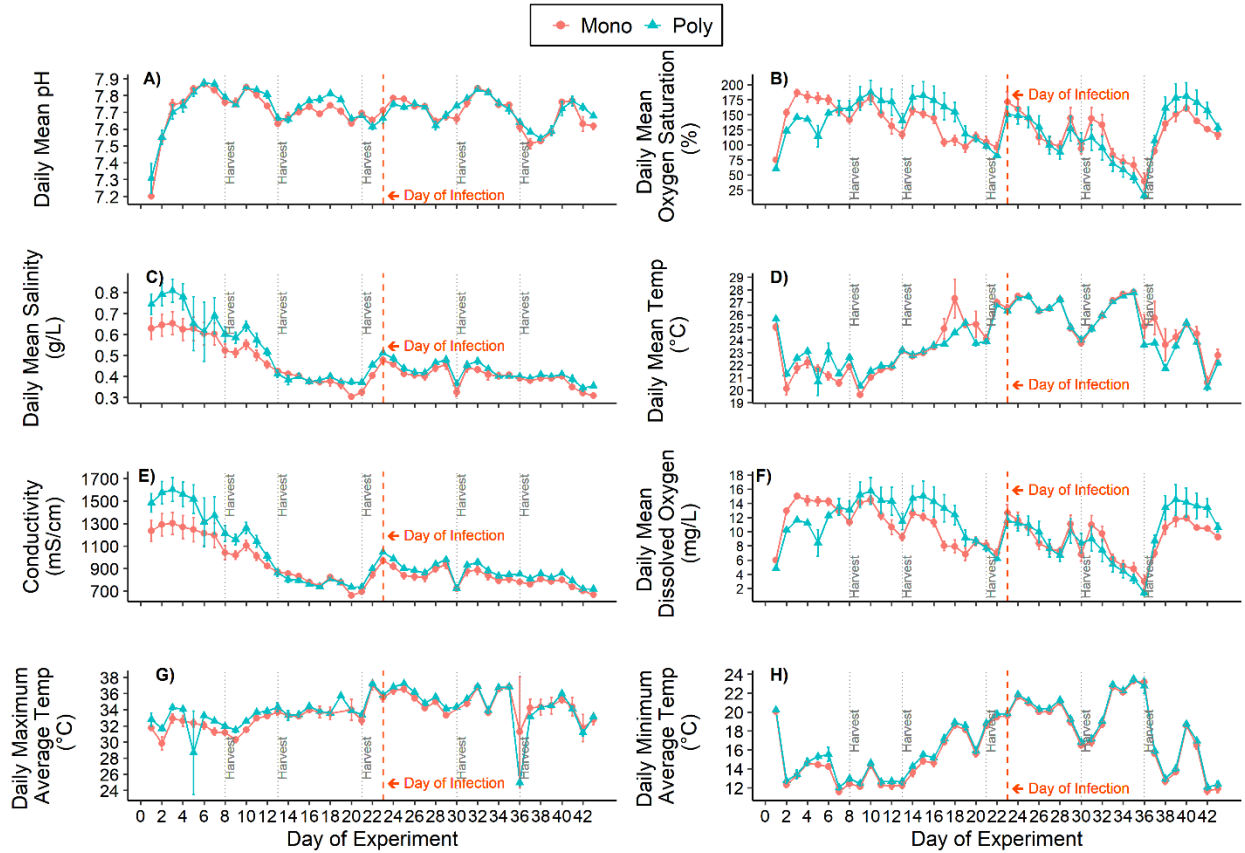 Mono Poly
A)
Daily Mean pH
7.9
7.8
7.7
7.6
7.5
7.4
7.3
7.2
Harvest
Harvest
Harvest
Harvest
Harvest
← Day of Infection
B)
Daily Mean
Oxygen Saturation
(%)
200
175
150
125
100
75
50
25
Harvest
Harvest
Harvest
Harvest
Harvest
← Day of Infection
C)
Daily Mean Salinity
(g/L)
0.8
0.7
0.6
0.5
0.4
0.3
Harvest
Harvest
Harvest
Harvest
Harvest
← Day of Infection
D)
Daily Mean Temp
(°C)
29
28
27
26
25
24
23
22
21
20
19
Harvest
Harvest
Harvest
Harvest
Harvest
← Day of Infection
E)
Conductivity
(mS/cm)
1700
1500
1300
1100
900
700
Harvest
Harvest
Harvest
Harvest
Harvest
← Day of Infection
F)
Daily Mean
Dissolved Oxygen
(mg/L)
18
16
14
12
10
8
6
4
2
Harvest
Harvest
Harvest
Harvest
Harvest
← Day of Infection
G)
Daily Maximum
Average Temp
(°C)
38
36
34
32
30
28
26
24
Harvest
Harvest
Harvest
Harvest
Harvest
← Day of Infection
0 2 4 6 8 10 12 14 16 18 20 22 24 26 28 30 32 34 36 38 40 42
Day of Experiment
H)
Daily Minimum
Average Temp
(°C)
24
22
20
18
16
14
12
Harvest
Harvest
Harvest
Harvest
Harvest
← Day of Infection
0 2 4 6 8 10 12 14 16 18 20 22 24 26 28 30 32 34 36 38 40 42
Day of Experiment